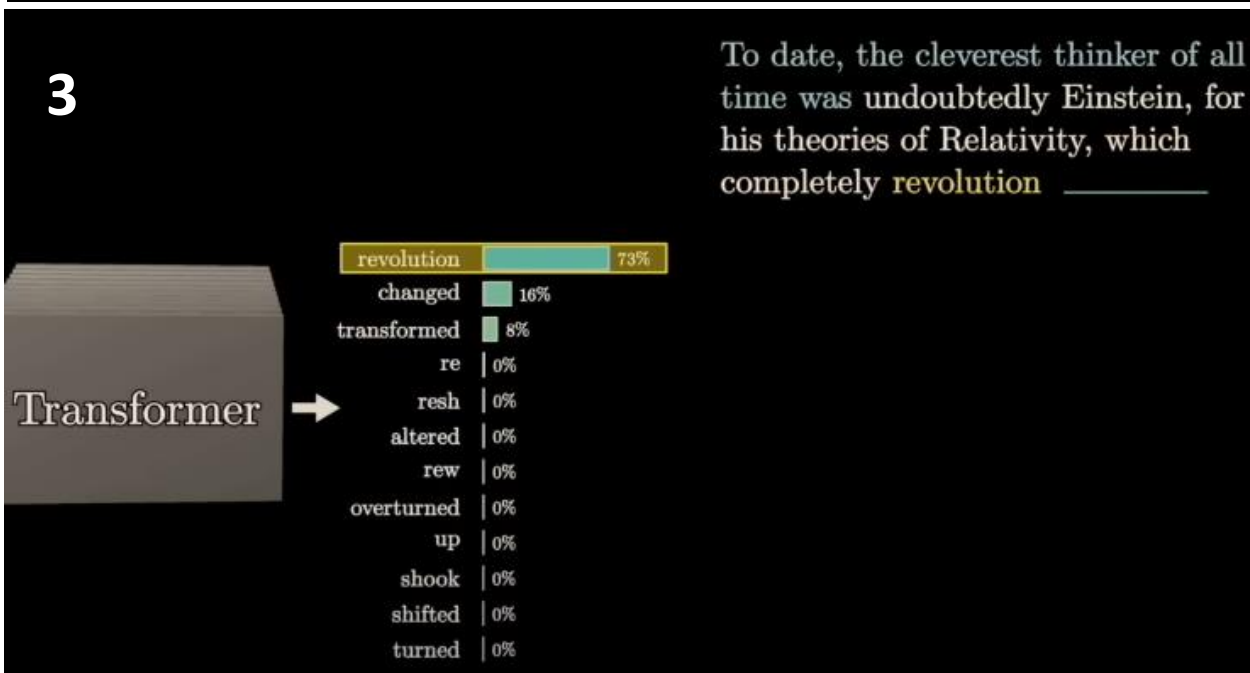 3
To date, the cleverest thinker of all
time was undoubtedly Einstein, for
his theories of Relativity, which
completely revolution
Transformer
revolution 73%
changed 16%
transformed 8%
re 0%
resh 0%
altered 0%
rew 0%
overturned 0%
up 0%
shook 0%
shifted 0%
turned 0%